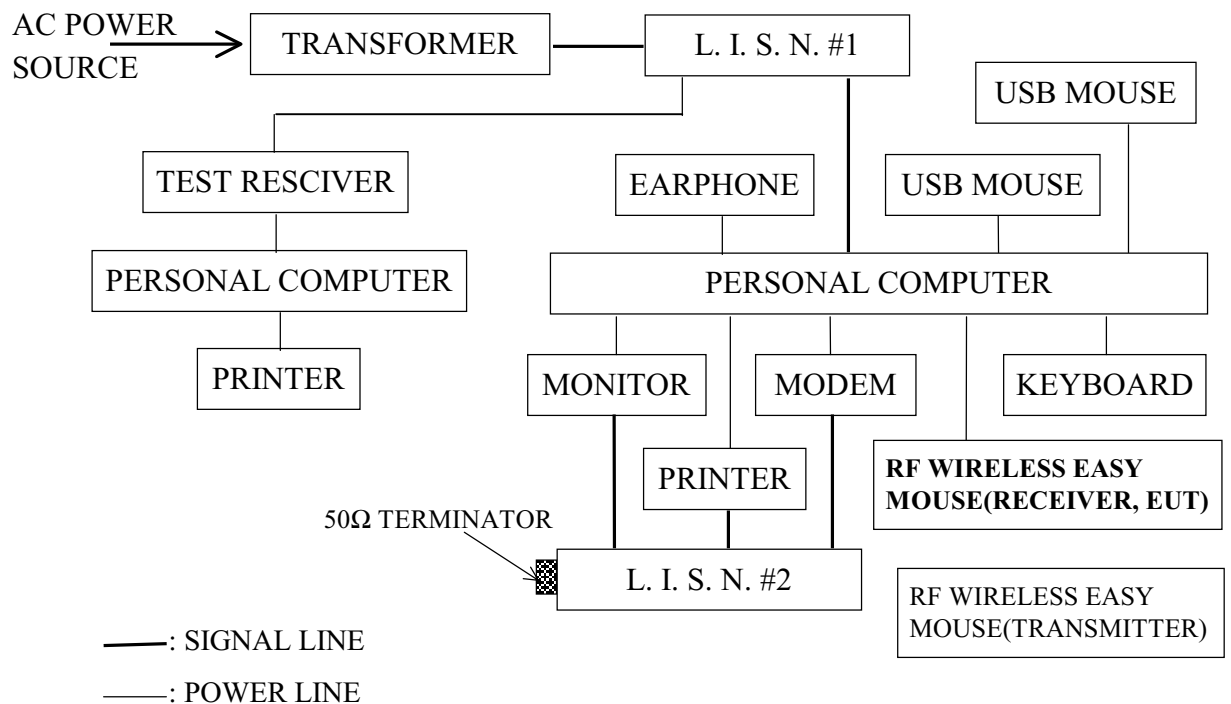 AC POWER
SOURCE
TRANSFORMER
L. I. S. N. #1
USB MOUSE
TEST RESCIVER
EARPHONE
USB MOUSE
PERSONAL COMPUTER
PERSONAL COMPUTER
PRINTER
MONITOR
MODEM
KEYBOARD
RF WIRELESS EASY
MOUSE(RECEIVER, EUT)
PRINTER
50Ω TERMINATOR
L. I. S. N. #2
RF WIRELESS EASY
MOUSE(TRANSMITTER)
: SIGNAL LINE
: POWER LINE